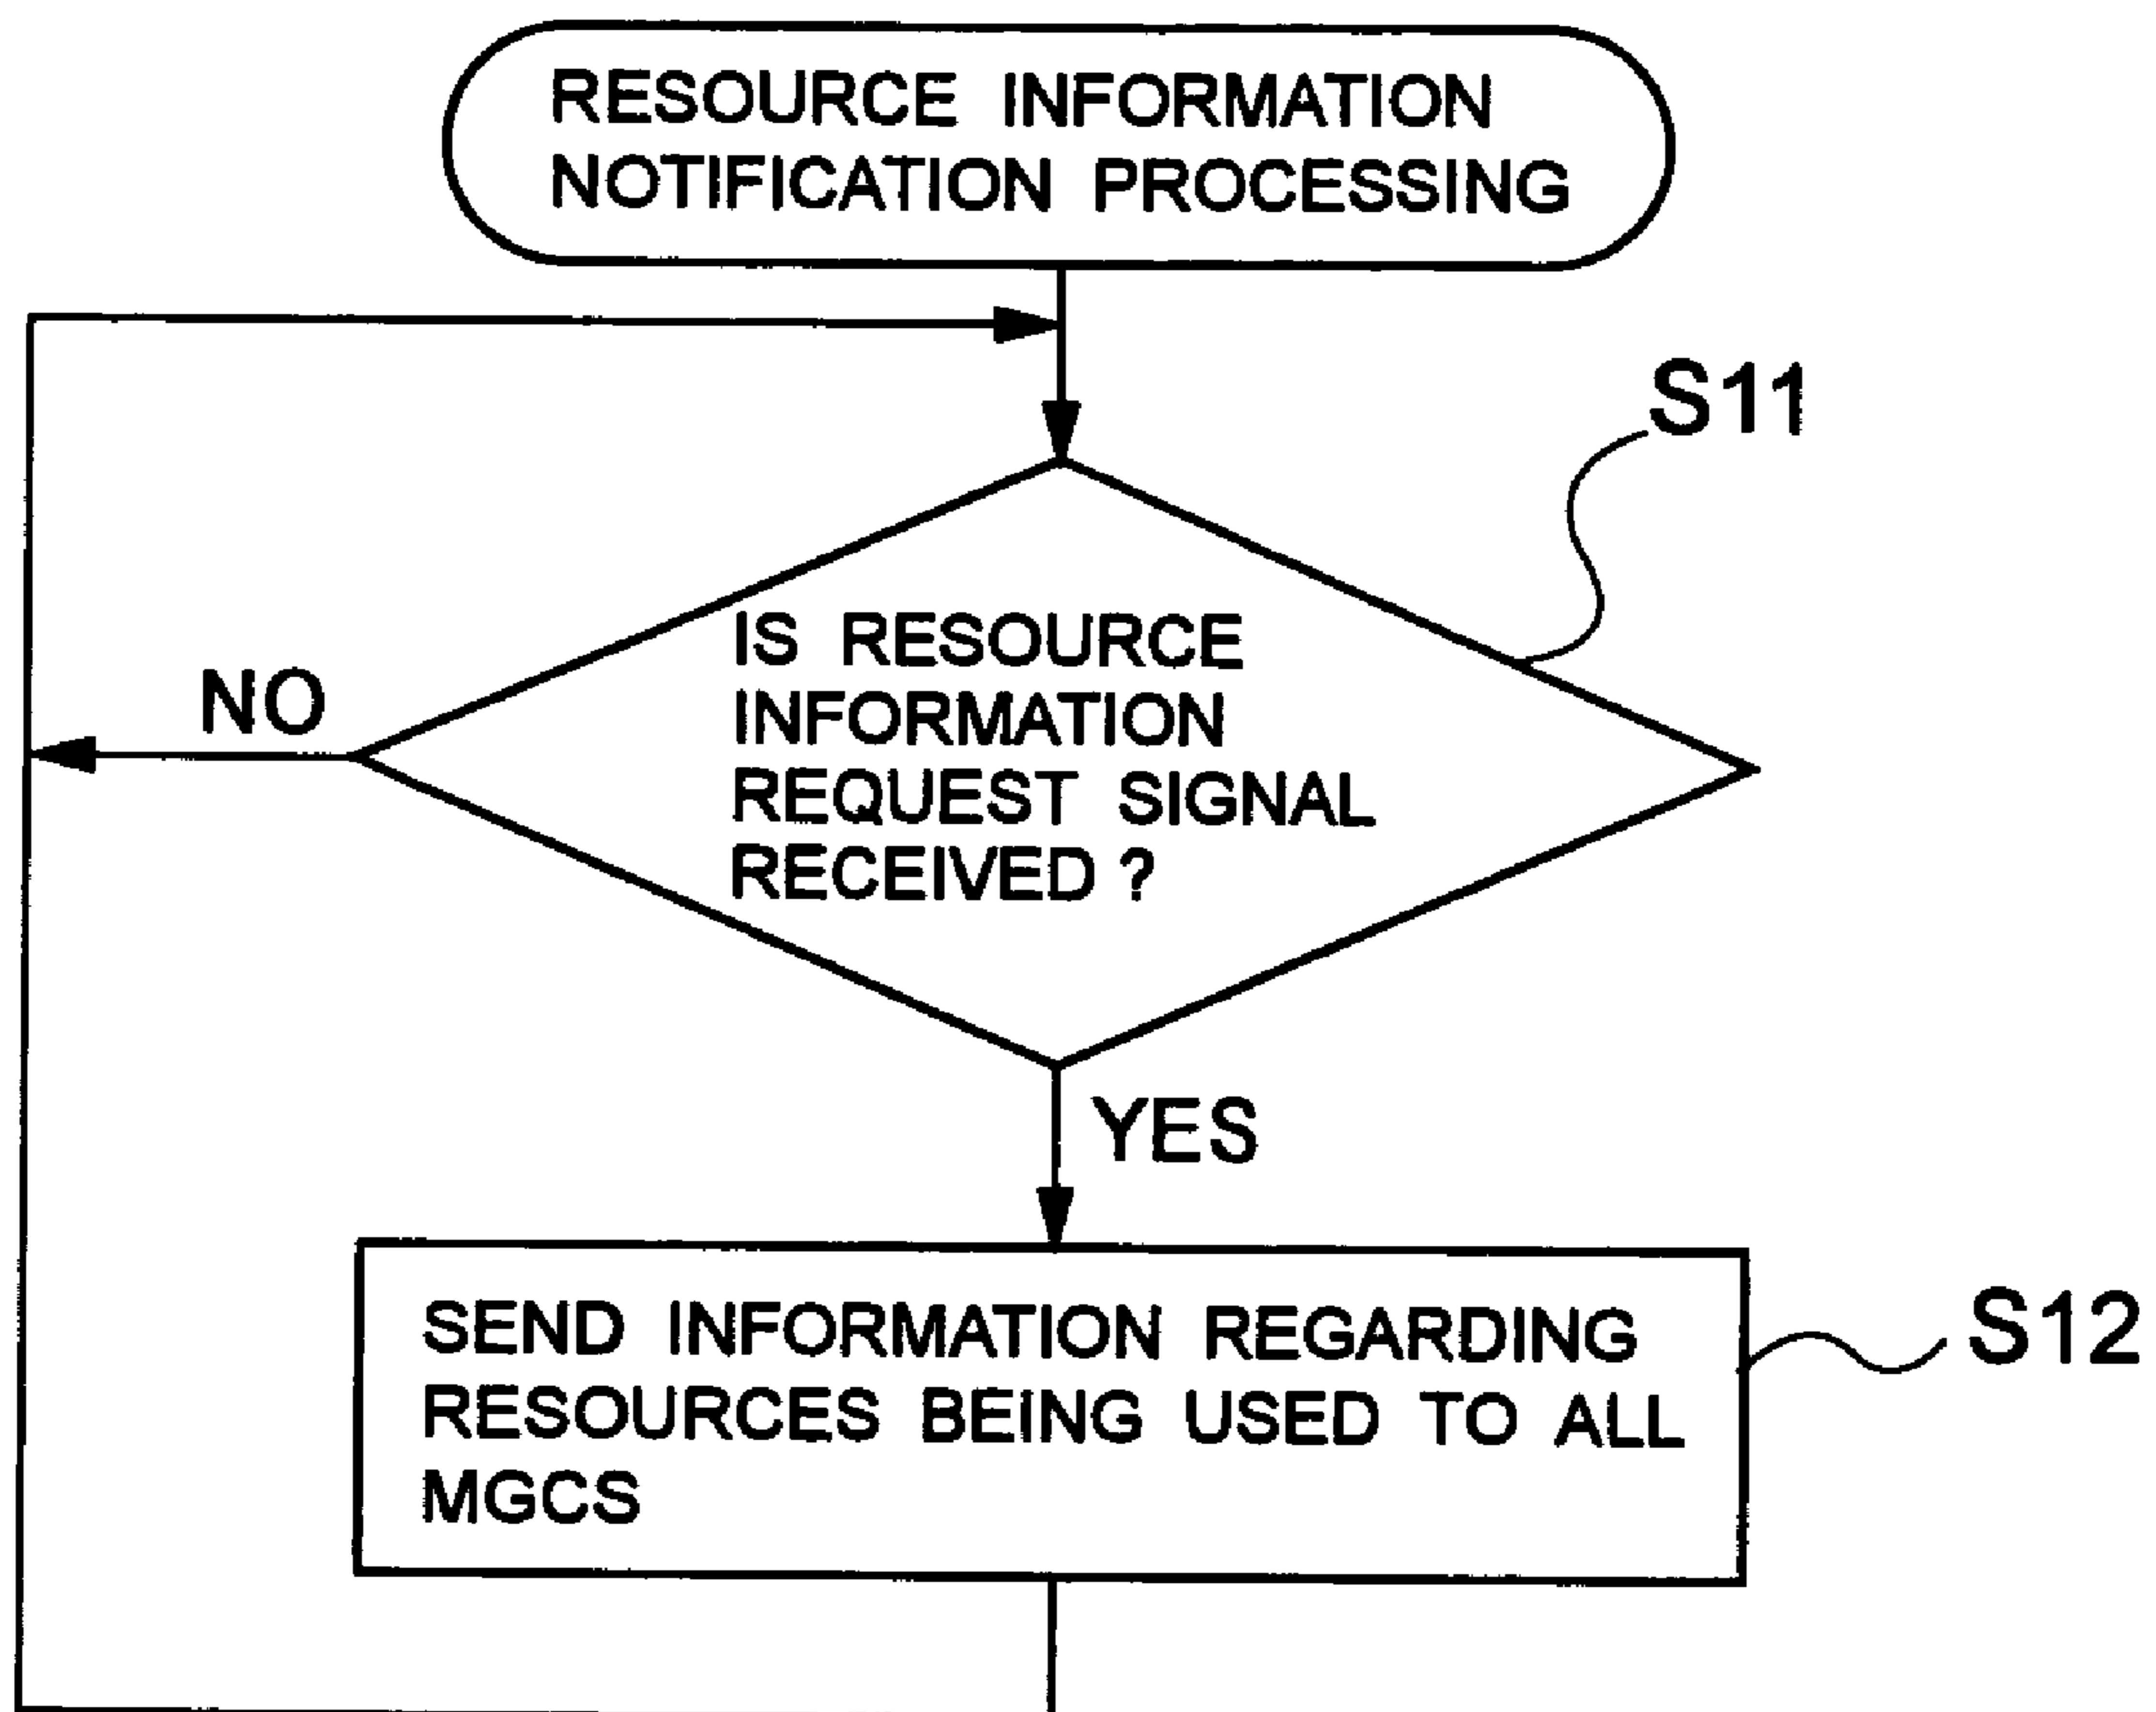 RESOURCE INFORMATION
NOTIFICATION PROCESSING
S11
IS RESOURCE
INFORMATION
REQUEST SIGNAL
RECEIVED ?
NO
YES
SEND INFORMATION REGARDING
RESOURCES BEING USED TO ALL
MGCS
S12